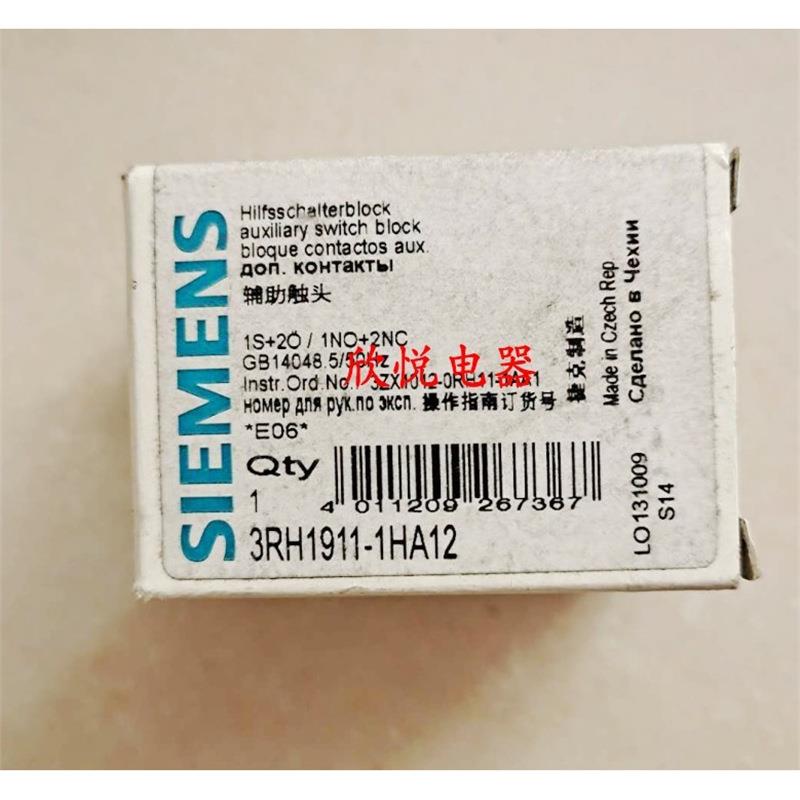 SIEMENS
Hilfsschalterblock
auxiliary switch block
bloque contactos aux.
доп. контакты
辅助触头
1S+2Ö / 1NO+2NC
GB14048.5/50Hz
Instr.Ord.No.: 3ZX1012-0RH11-0AA1
номер для рук.по эксп. 操作指南订货号
*E06*
Qty
1
4 011209 267367
3RH1911-1HA12
捷克制造
Made in Czech Rep
Сделано в Чехии
LO131009
S14
欣悦电器